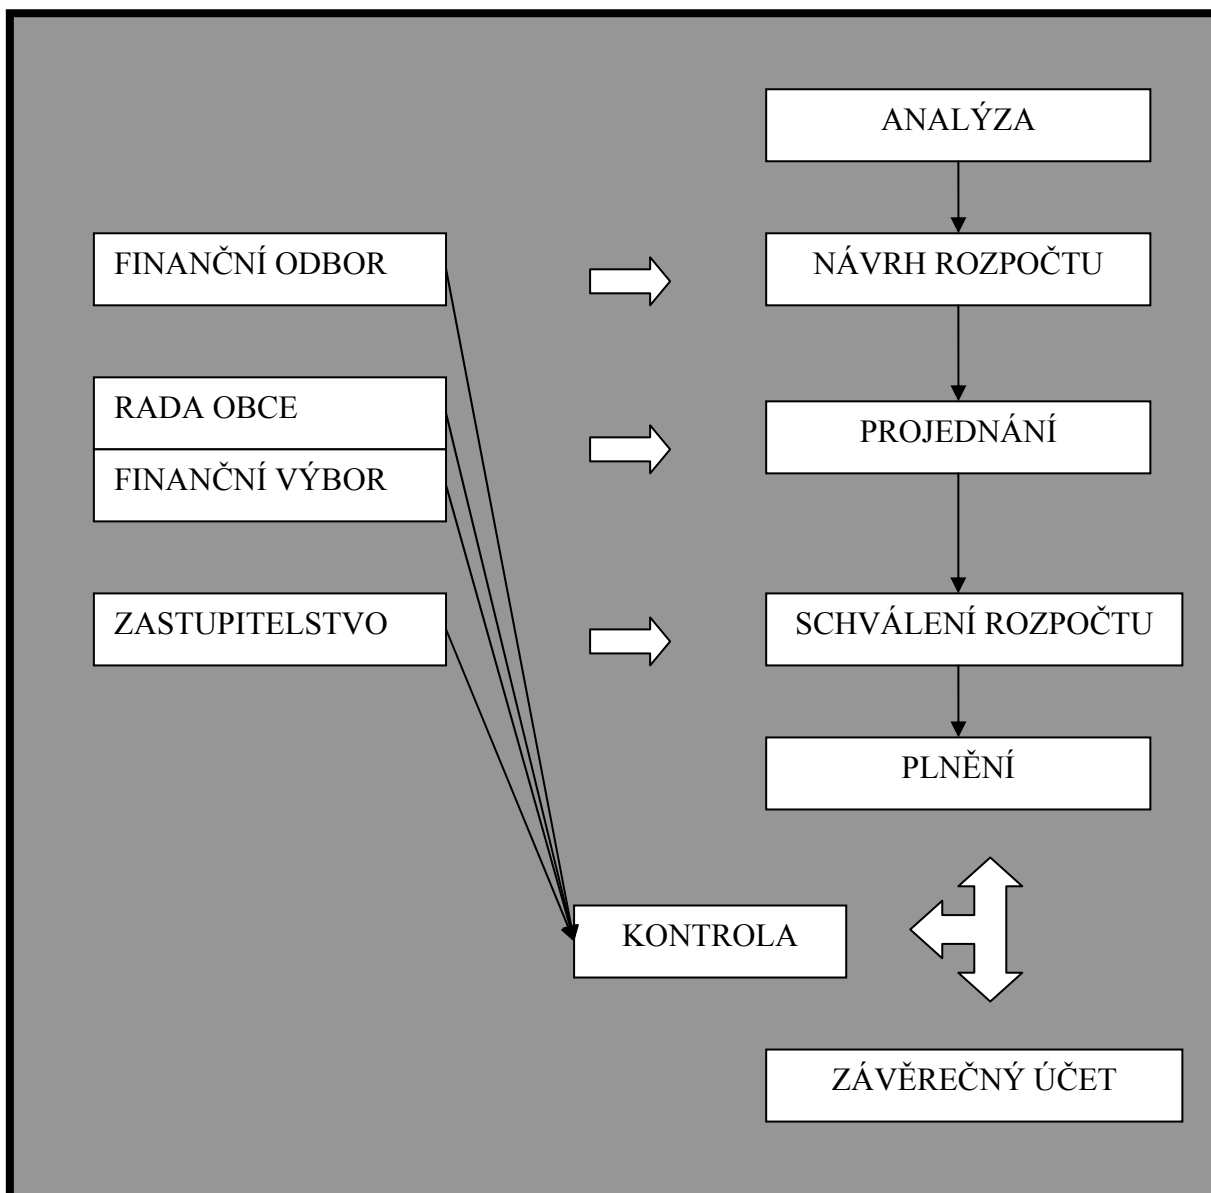 ANALÝZA
FINANČNÍ ODBOR
NÁVRH ROZPOČTU
RADA OBCE
PROJEDNÁNÍ
FINANČNÍ VÝBOR
ZASTUPITELSTVO
SCHVÁLENÍ ROZPOČTU
PLNĚNÍ
KONTROLA
ZÁVĚREČNÝ ÚČET